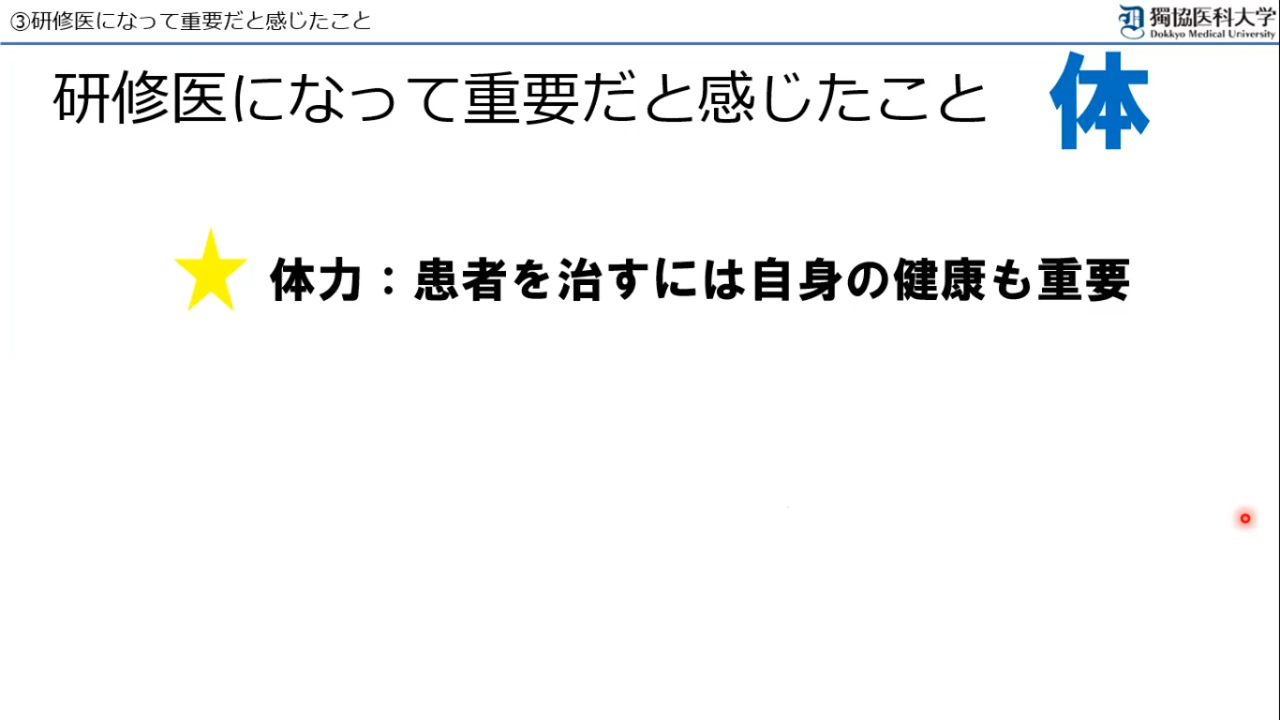 ③研修医になって重要だと感じたこと
獨協医科大学
Dokkyo Medical University
研修医になって重要だと感じたこと 体
体力：患者を治すには自身の健康も重要